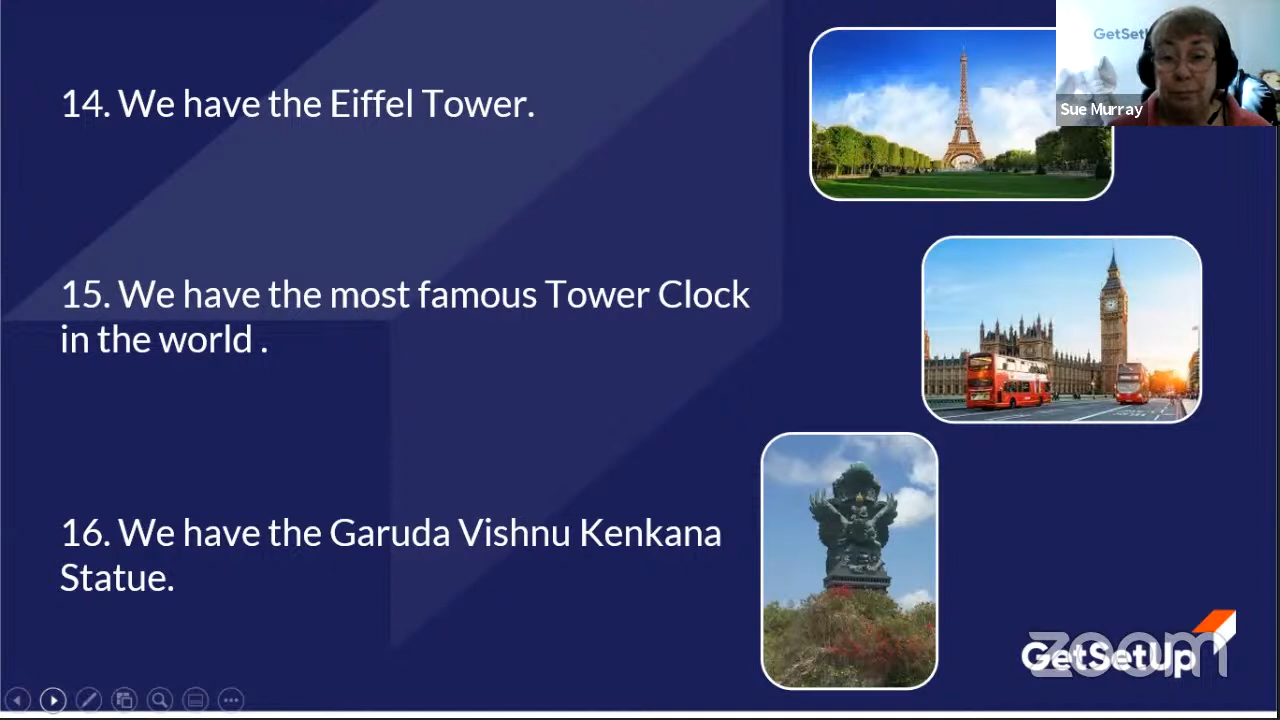 14. We have the Eiffel Tower.
GetSetU
Sue Murray
15. We have the most famous Tower Clock
in the world .
16. We have the Garuda Vishnu Kenkana
Statue.
zoom
GetSetUp